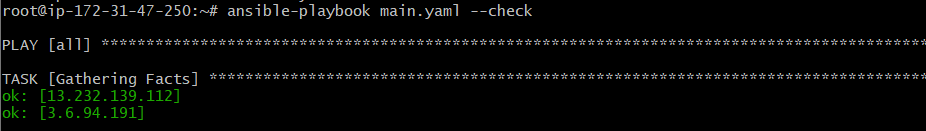 root@ip-172-31-47-250:~# ansible-playbook main.yaml --check
PLAY [all] *******************************************************************************************
TASK [Gathering Facts] *******************************************************************************
ok: [13.232.139.112]
ok: [3.6.94.191]